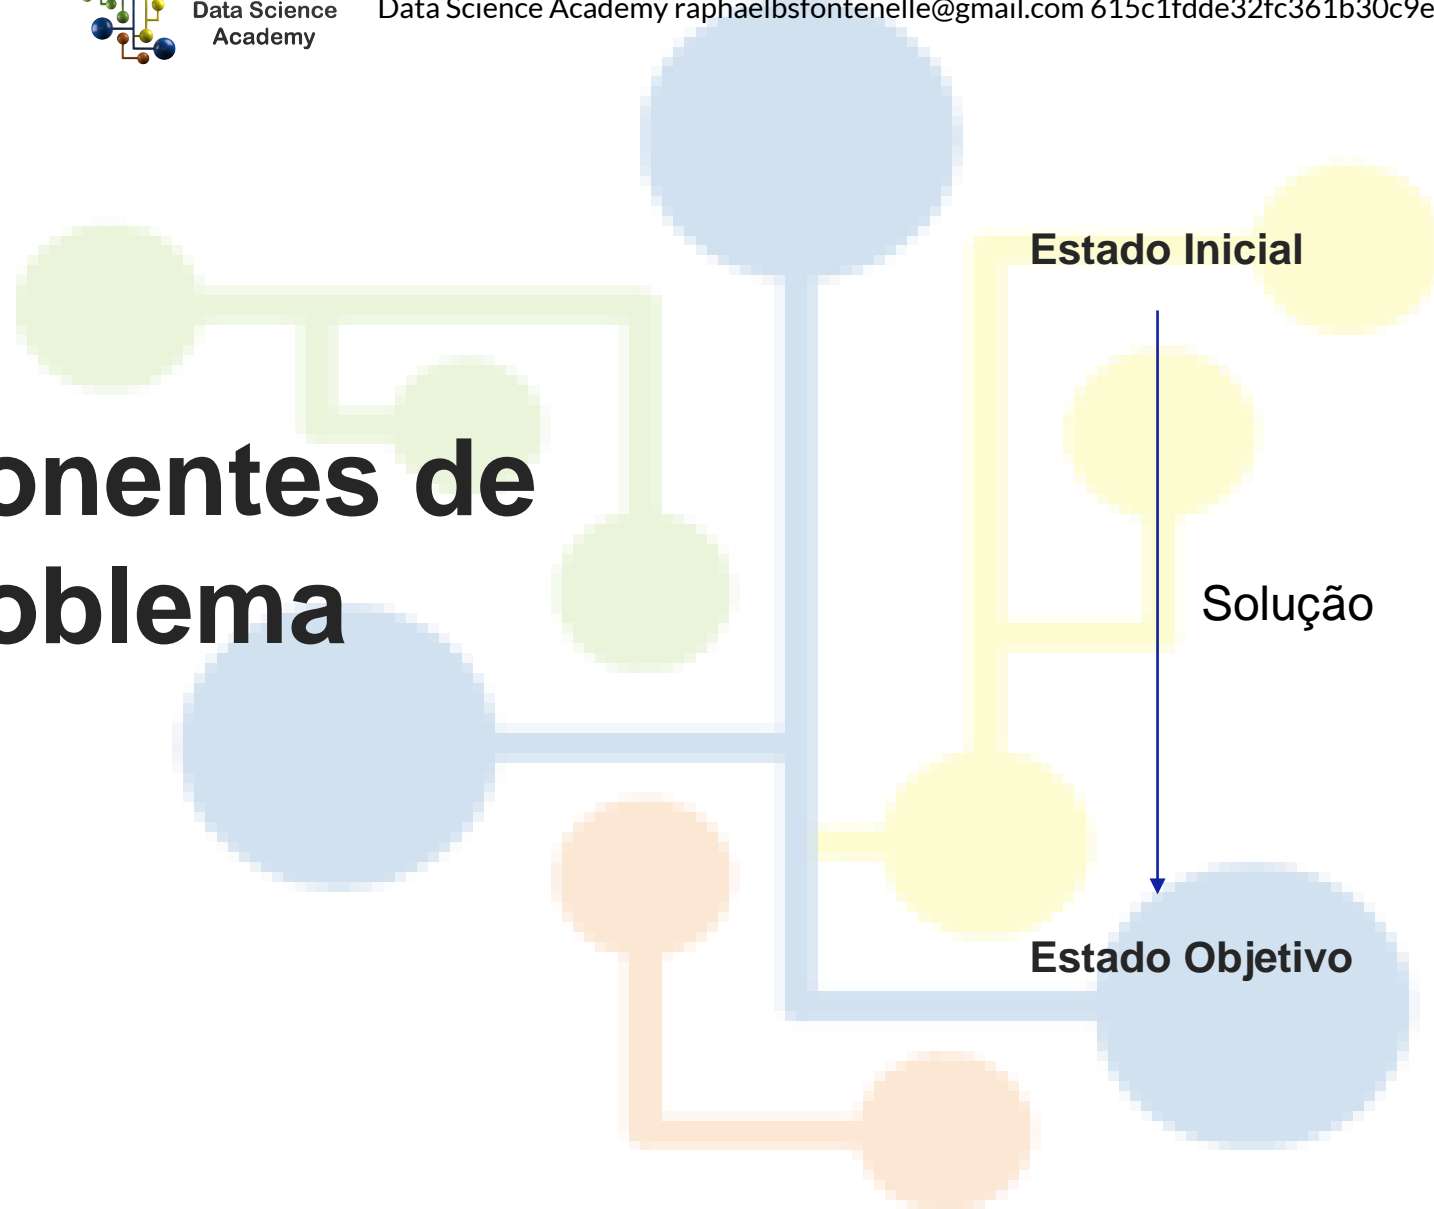 Data Science
Academy
Data Science Academy raphaelbsfontenelle@gmail.com 615c1fdde32fc361b30c9e
Estado Inicial
onentes de
oblema
Solução
Estado Objetivo